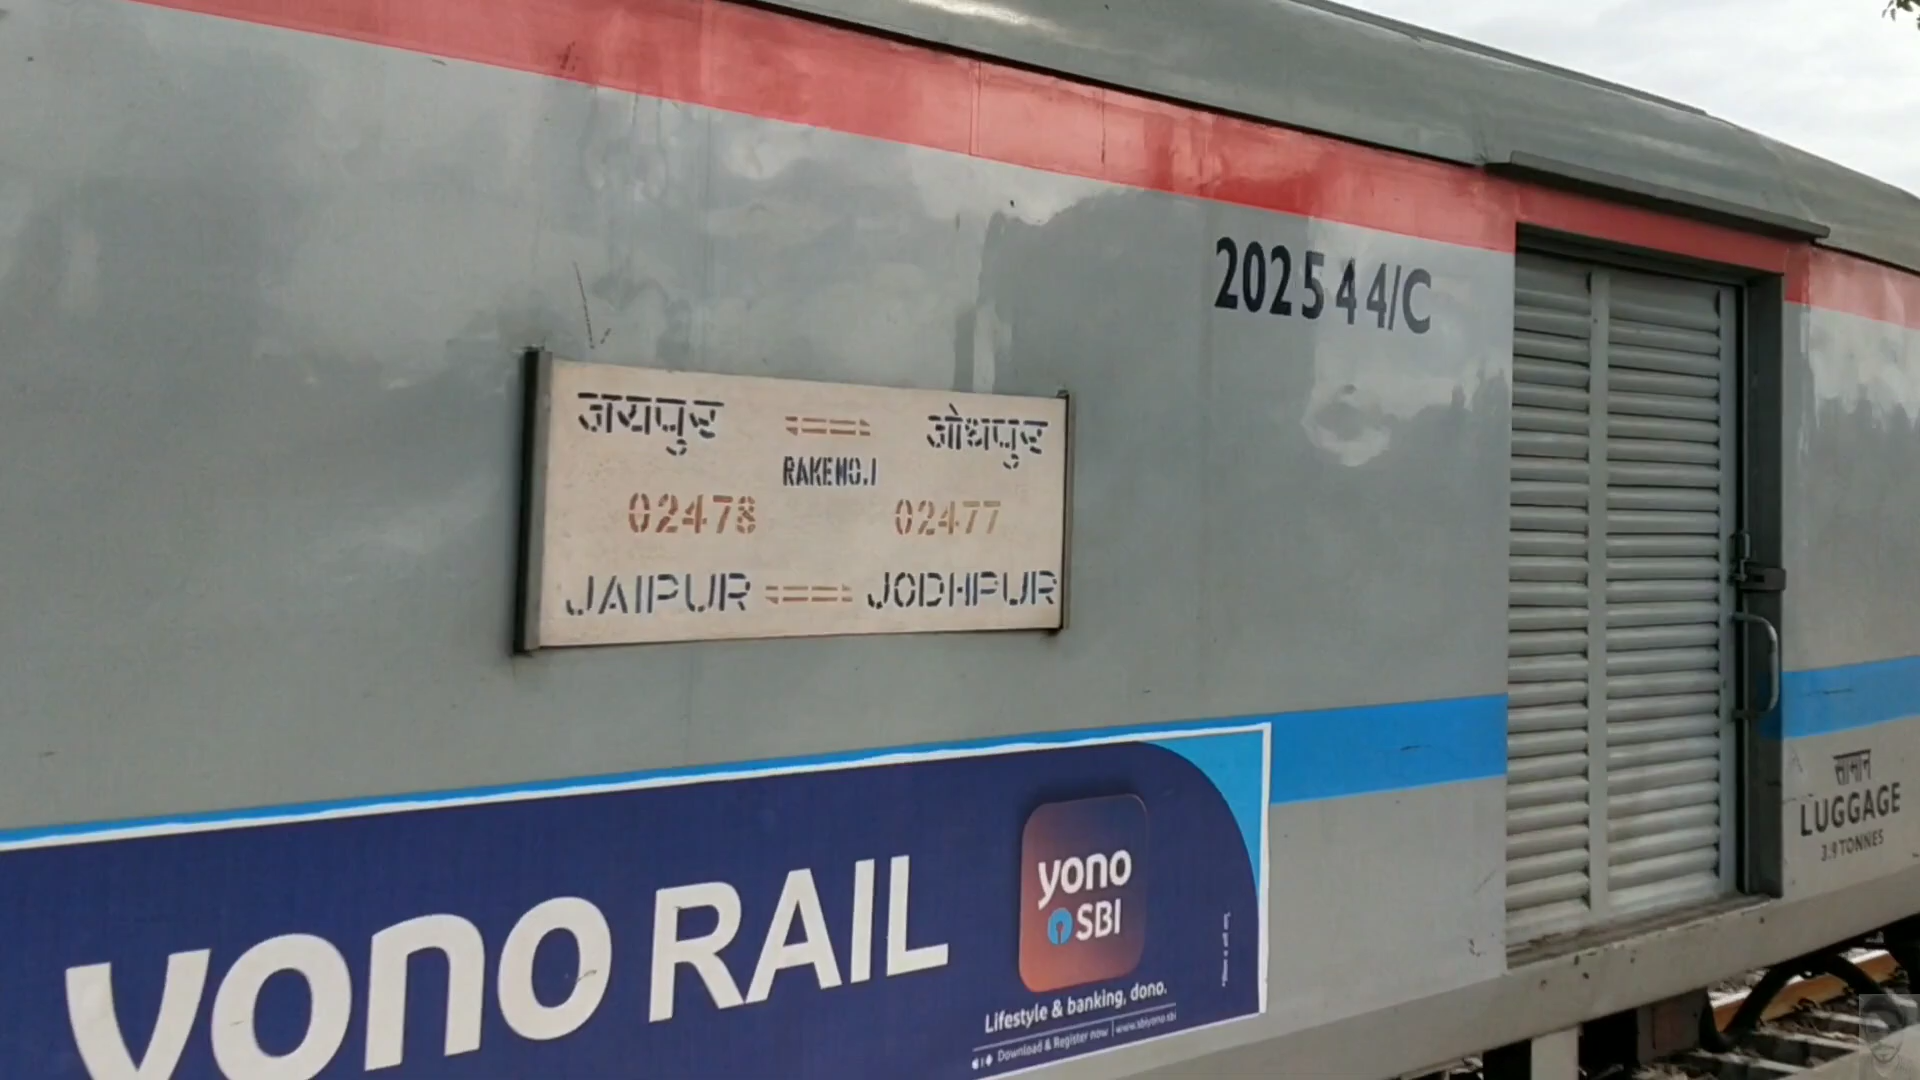 202544/C
जयपुर जोधपुर
RAKE NO.1
02478 02477
JAIPUR JODHPUR
yono RAIL
yono
SBI
Lifestyle & banking, dono.
Download & Register now | www.sbiyono.sbi
सामान
LUGGAGE
3.9 TONNES